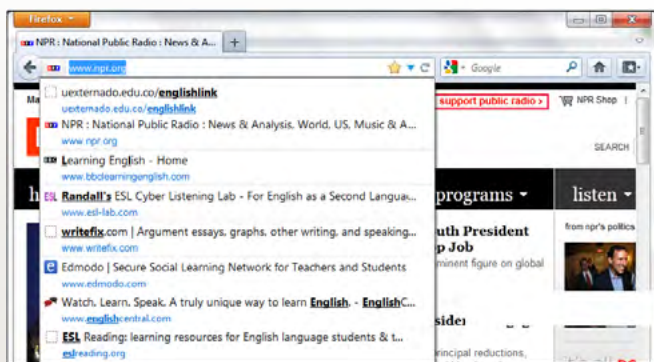 Firefox
NPR : National Public Radio : News & A...
www.npr.org
Google
uexternado.edu.co/englishlink
uexternado.edu.co/englishlink
NPR : National Public Radio : News & Analysis, World, US, Music & A...
www.npr.org
Learning English - Home
www.bbclearningenglish.com
Randall's ESL Cyber Listening Lab - For English as a Second Languag...
www.esl-lab.com
writefix.com | Argument essays, graphs, other writing, and speaking...
www.writefix.com
Edmodo | Secure Social Learning Network for Teachers and Students
www.edmodo.com
Watch. Learn. Speak. A truly unique way to learn English. - EnglishC...
www.englishcentral.com
ESL Reading: learning resources for English language students & t...
eslreading.org
support public radio >
NPR Shop
SEARCH
programs
listen
uth President
p Job
minent figure on global
from npr's politics
rincipal reductions,